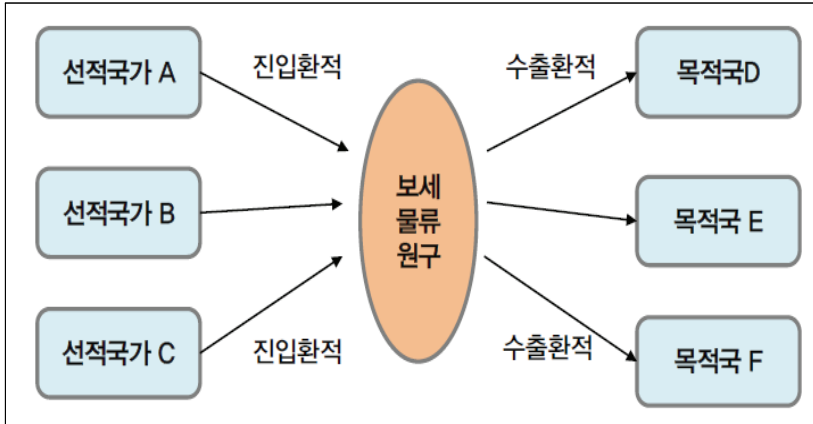 선적국가 A
진입환적
수출환적
목적국D
선적국가 B
보세
물류
원구
목적국 E
선적국가 C
진입환적
수출환적
목적국 F